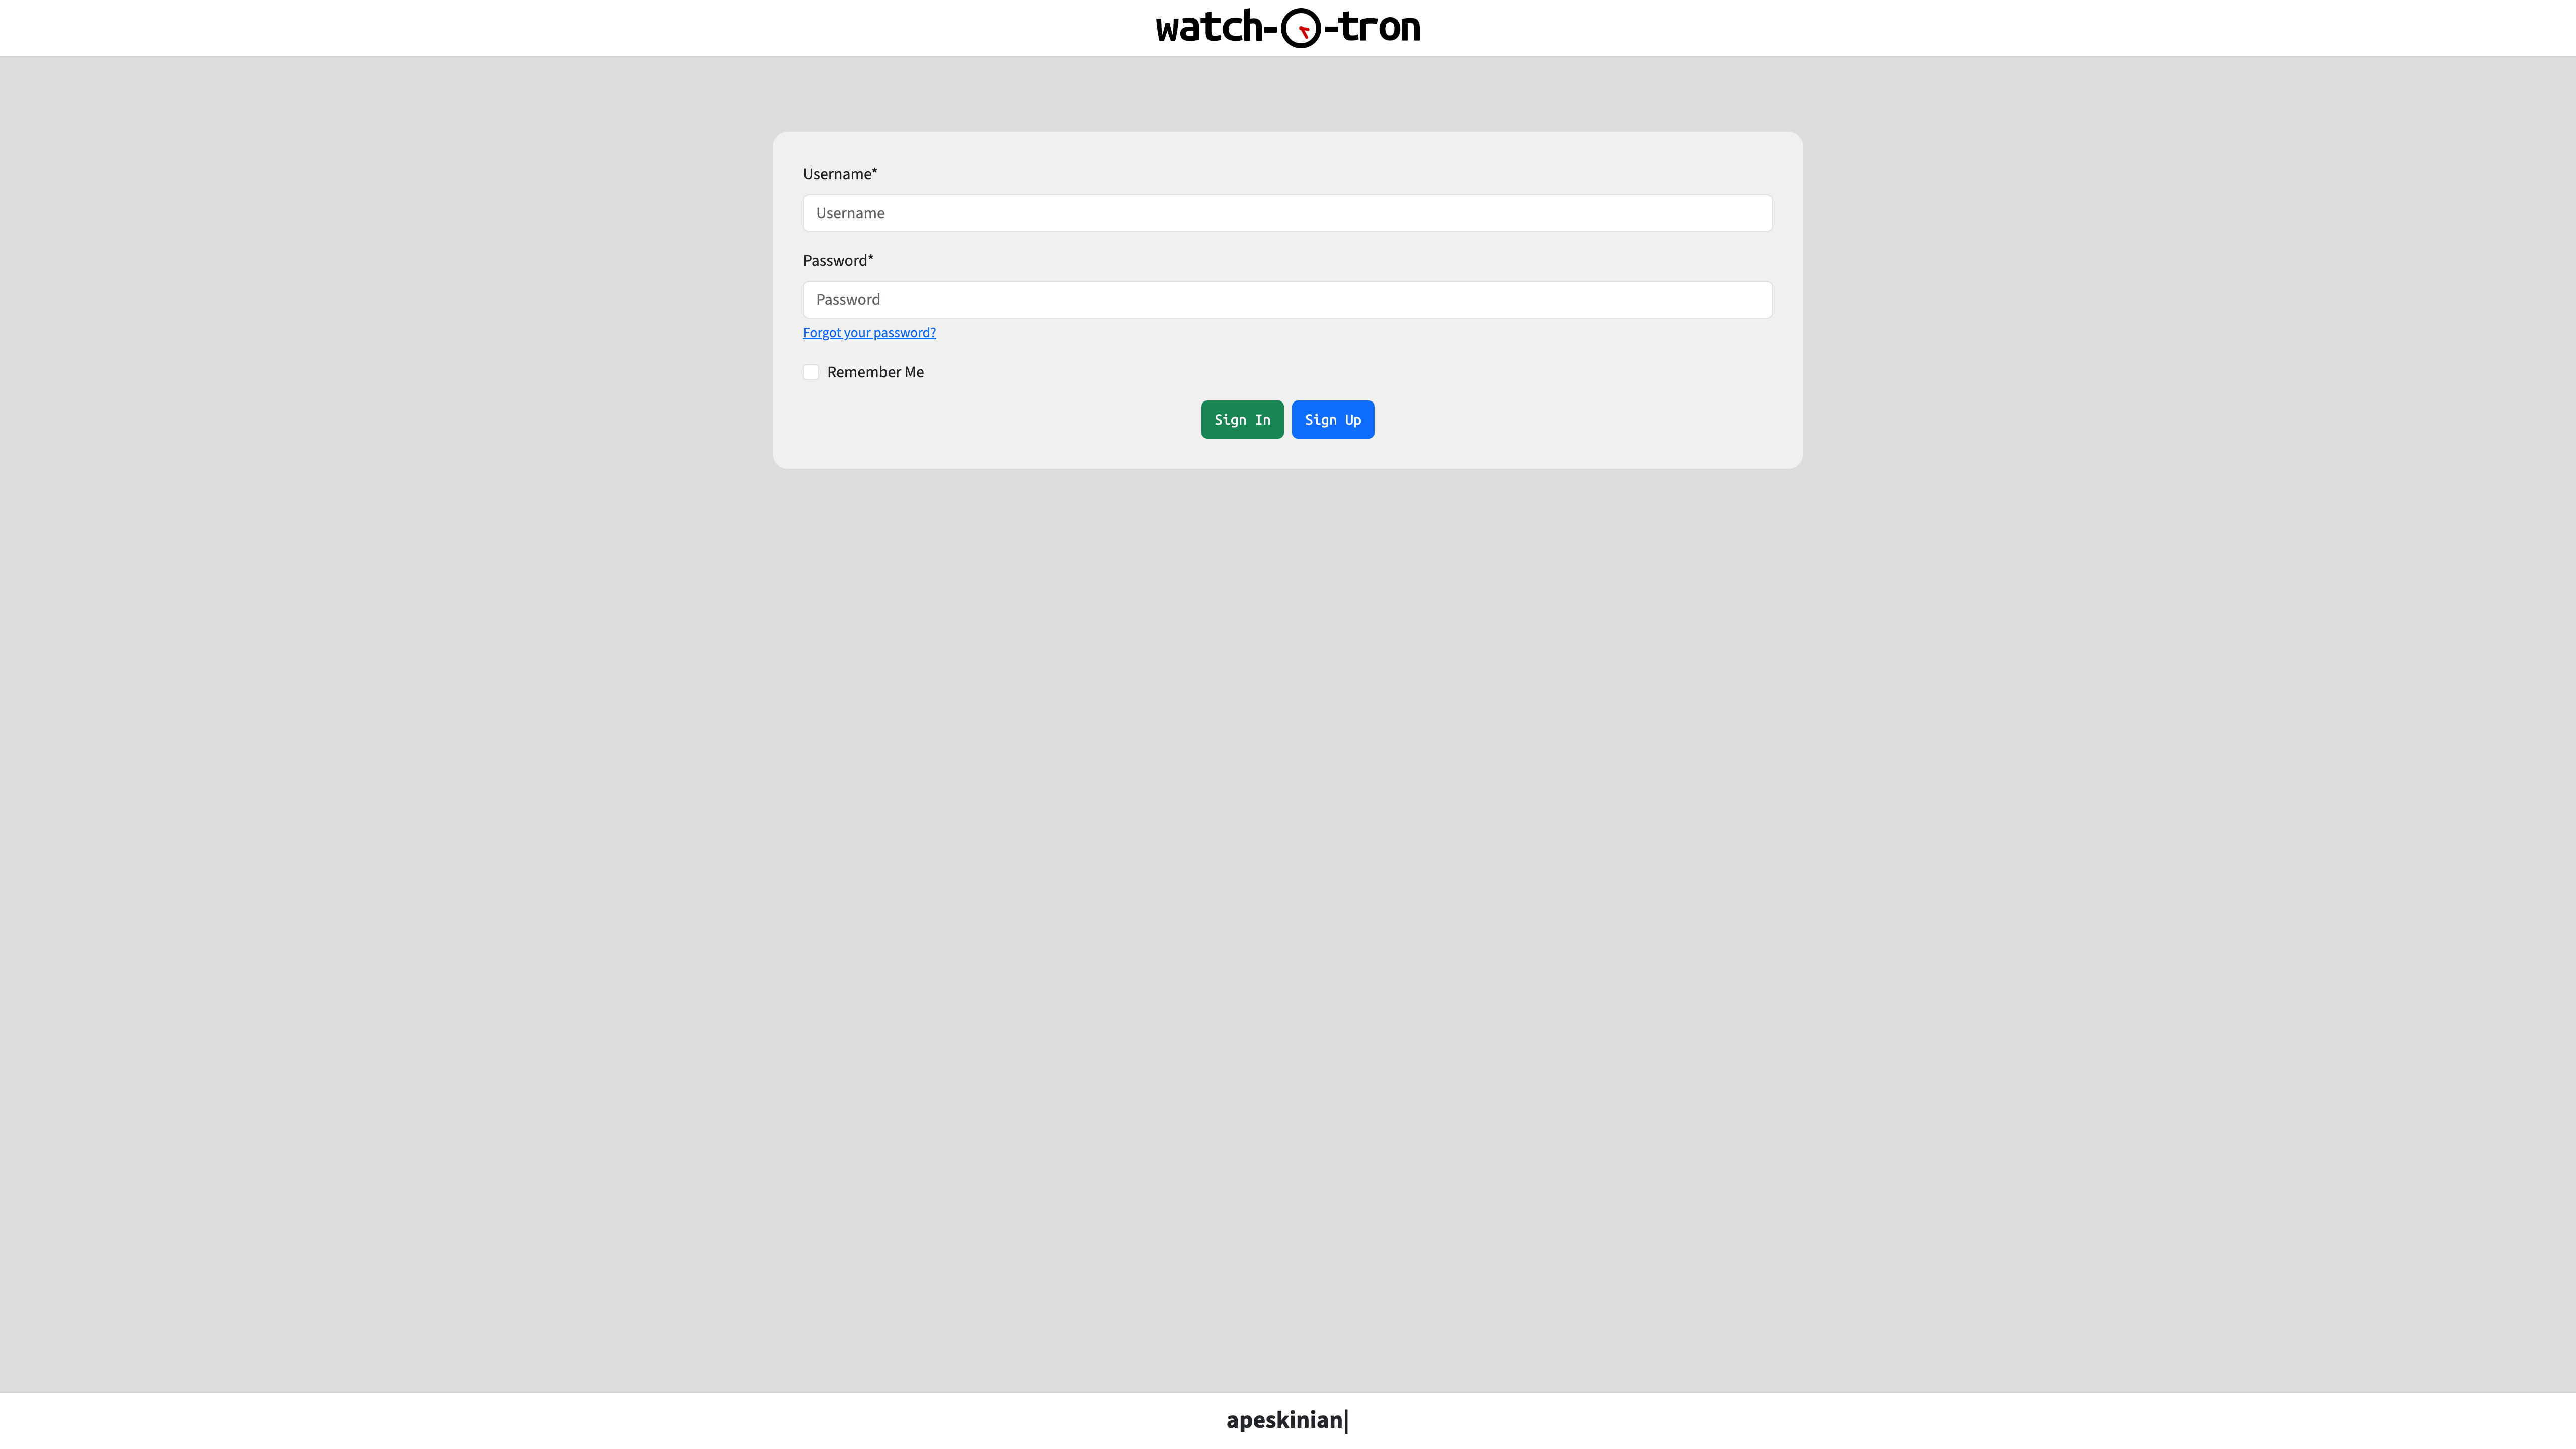 watch-O-tron
Username*
Username
Password*
Password
Forgot your password?
Remember Me
Sign In Sign Up
apeskinian|